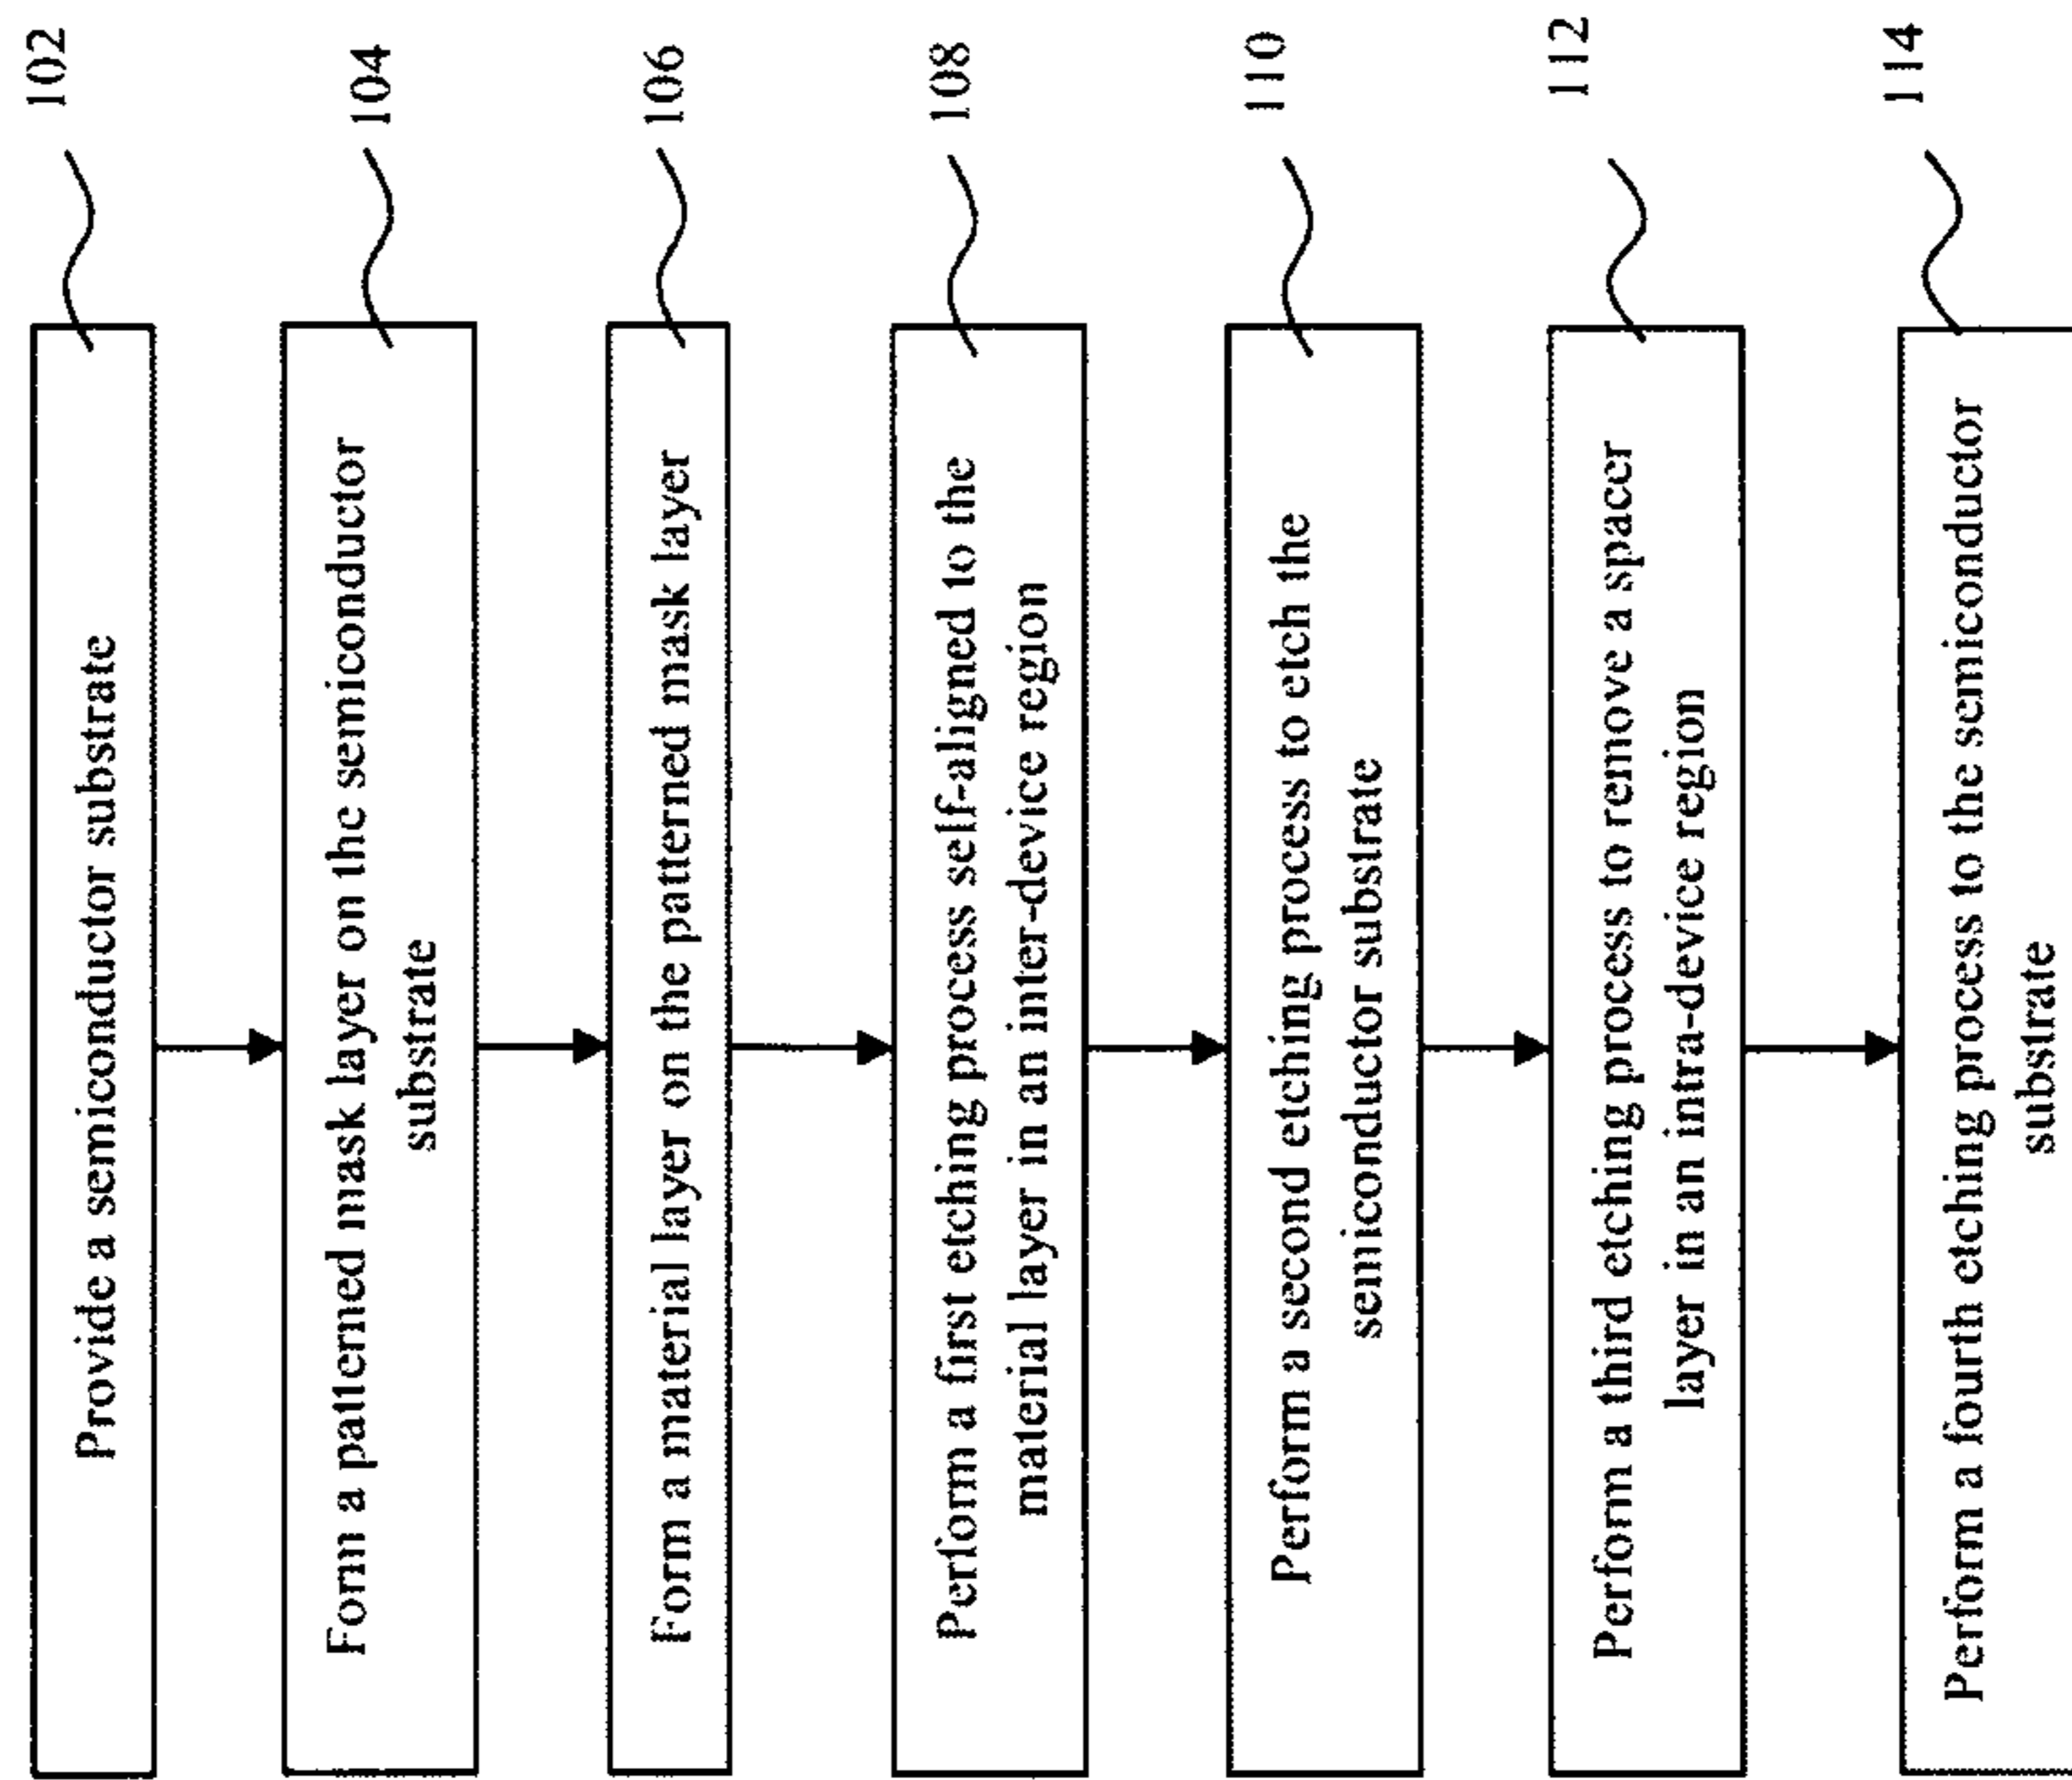 102
Provide a semiconductor substrate
104
Form a patterned mask layer on the semiconductor
substrate
106
Form a material layer on the patterned mask layer
108
Perform a first etching process self-aligned to the
material layer in an inter-device region
110
Perform a second etching process to etch the
semiconductor substrate
112
Perform a third etching process to remove a spacer
layer in an intra-device region
114
Perform a fourth etching process to the semiconductor
substrate